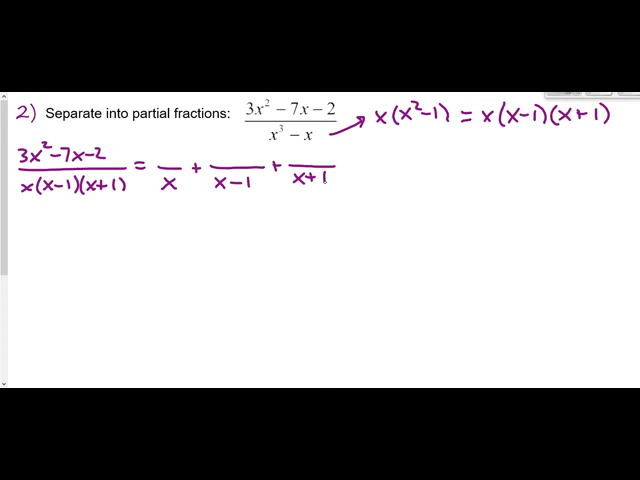 2) Separate into partial fractions: 3x² − 7x − 2 / x³ − x → x(x²-1) = x(x-1)(x+1)
3x²-7x-2 / x(x-1)(x+1) = __ / x + __ / x-1 + __ / x+1